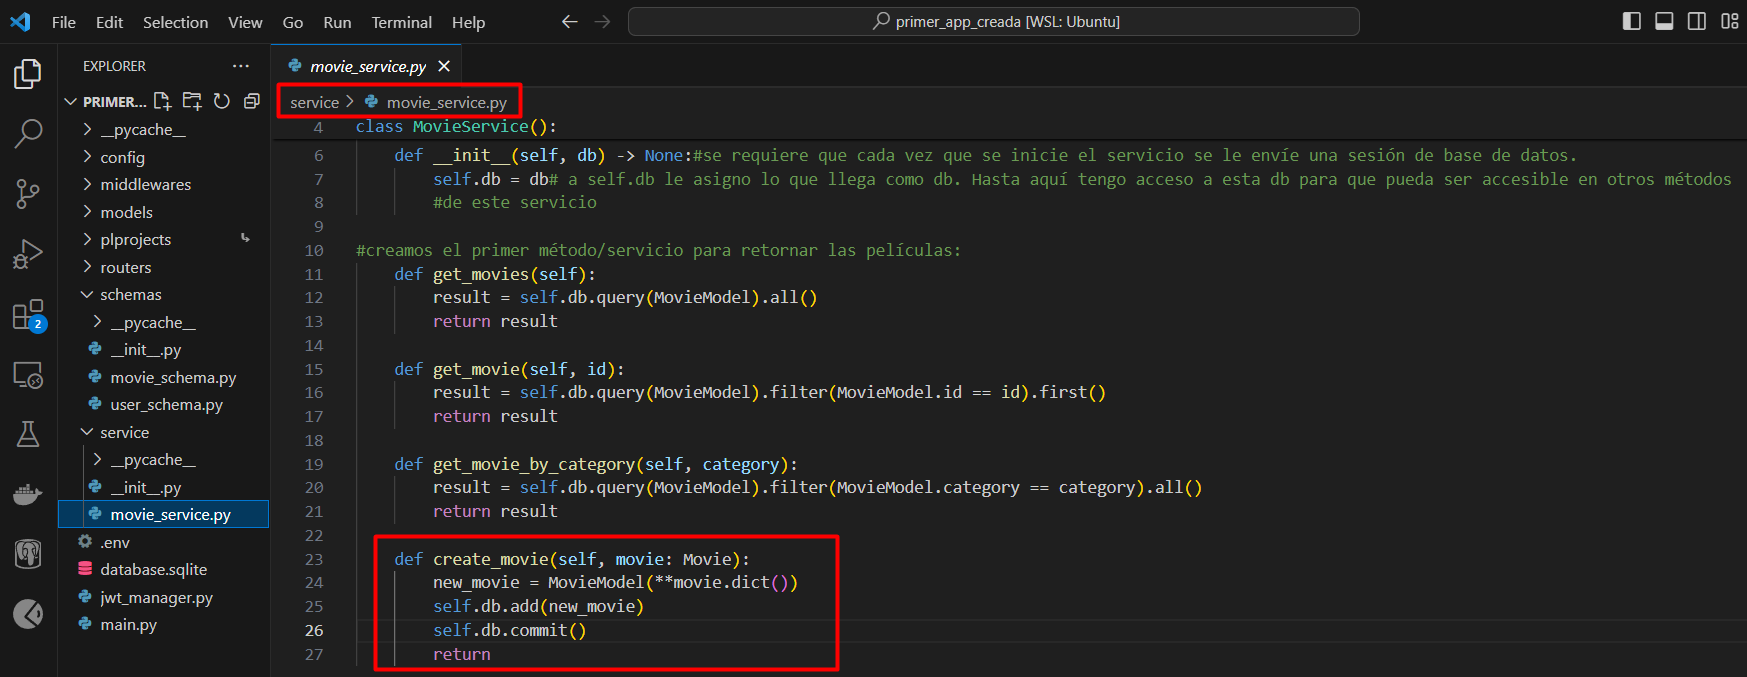 File Edit Selection View Go Run Terminal Help
primer_app_creada [WSL: Ubuntu]
EXPLORER
PRIMER...
__pycache__
config
middlewares
models
plprojects
routers
schemas
__pycache__
__init__.py
movie_schema.py
user_schema.py
service
__pycache__
__init__.py
movie_service.py
.env
database.sqlite
jwt_manager.py
main.py
2
movie_service.py
service > movie_service.py
4 class MovieService():
6 def __init__(self, db) -> None:#se requiere que cada vez que se inicie el servicio se le envíe una sesión de base de datos.
7 self.db = db# a self.db le asigno lo que llega como db. Hasta aquí tengo acceso a esta db para que pueda ser accesible en otros métodos
8 #de este servicio
9
10 #creamos el primer método/servicio para retornar las películas:
11 def get_movies(self):
12 result = self.db.query(MovieModel).all()
13 return result
14
15 def get_movie(self, id):
16 result = self.db.query(MovieModel).filter(MovieModel.id == id).first()
17 return result
18
19 def get_movie_by_category(self, category):
20 result = self.db.query(MovieModel).filter(MovieModel.category == category).all()
21 return result
22
23 def create_movie(self, movie: Movie):
24 new_movie = MovieModel(**movie.dict())
25 self.db.add(new_movie)
26 self.db.commit()
27 return